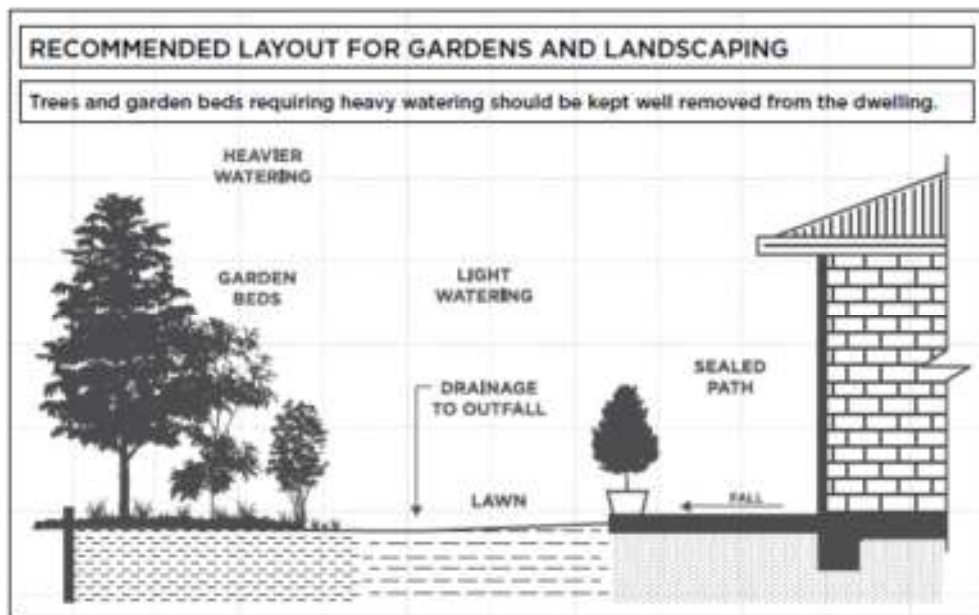 RECOMMENDED LAYOUT FOR GARDENS AND LANDSCAPING
Trees and garden beds requiring heavy watering should be kept well removed from the dwelling.
HEAVIER
WATERING
GARDEN
BEDS
LIGHT
WATERING
DRAINAGE
TO OUTFALL
SEALED
PATH
LAWN
FALL